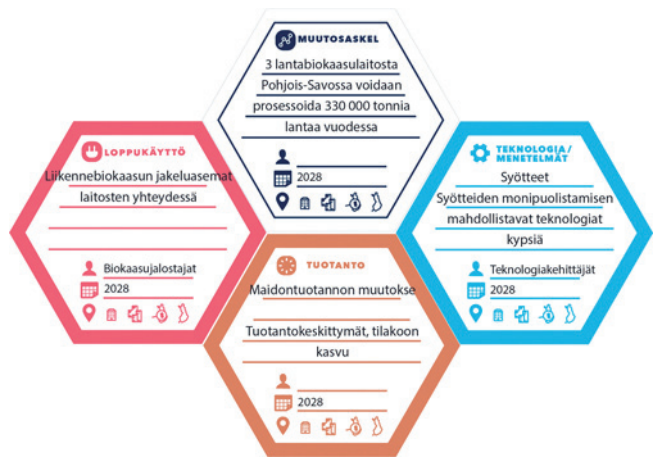 MUUTOSASKEL
3 lantabiokaasulaitosta
Pohjois-Savossa voidaan
prosessoida 330 000 tonnia
lantaa vuodessa
2028
LOPPUKÄYTTÖ
Liikennebiokaasun jakeluasemat
laitosten yhteydessä
Biokaasujalostajat
2028
TEKNOLOGIA/
MENETELMÄT
Syötteet
Syötteiden monipuolistamisen
mahdollistavat teknologiat
kypsiä
Teknologiakehittäjät
2028
TUOTANTO
Maidontuotannon muutokse
Tuotantokeskittymät, tilakoon
kasvu
2028